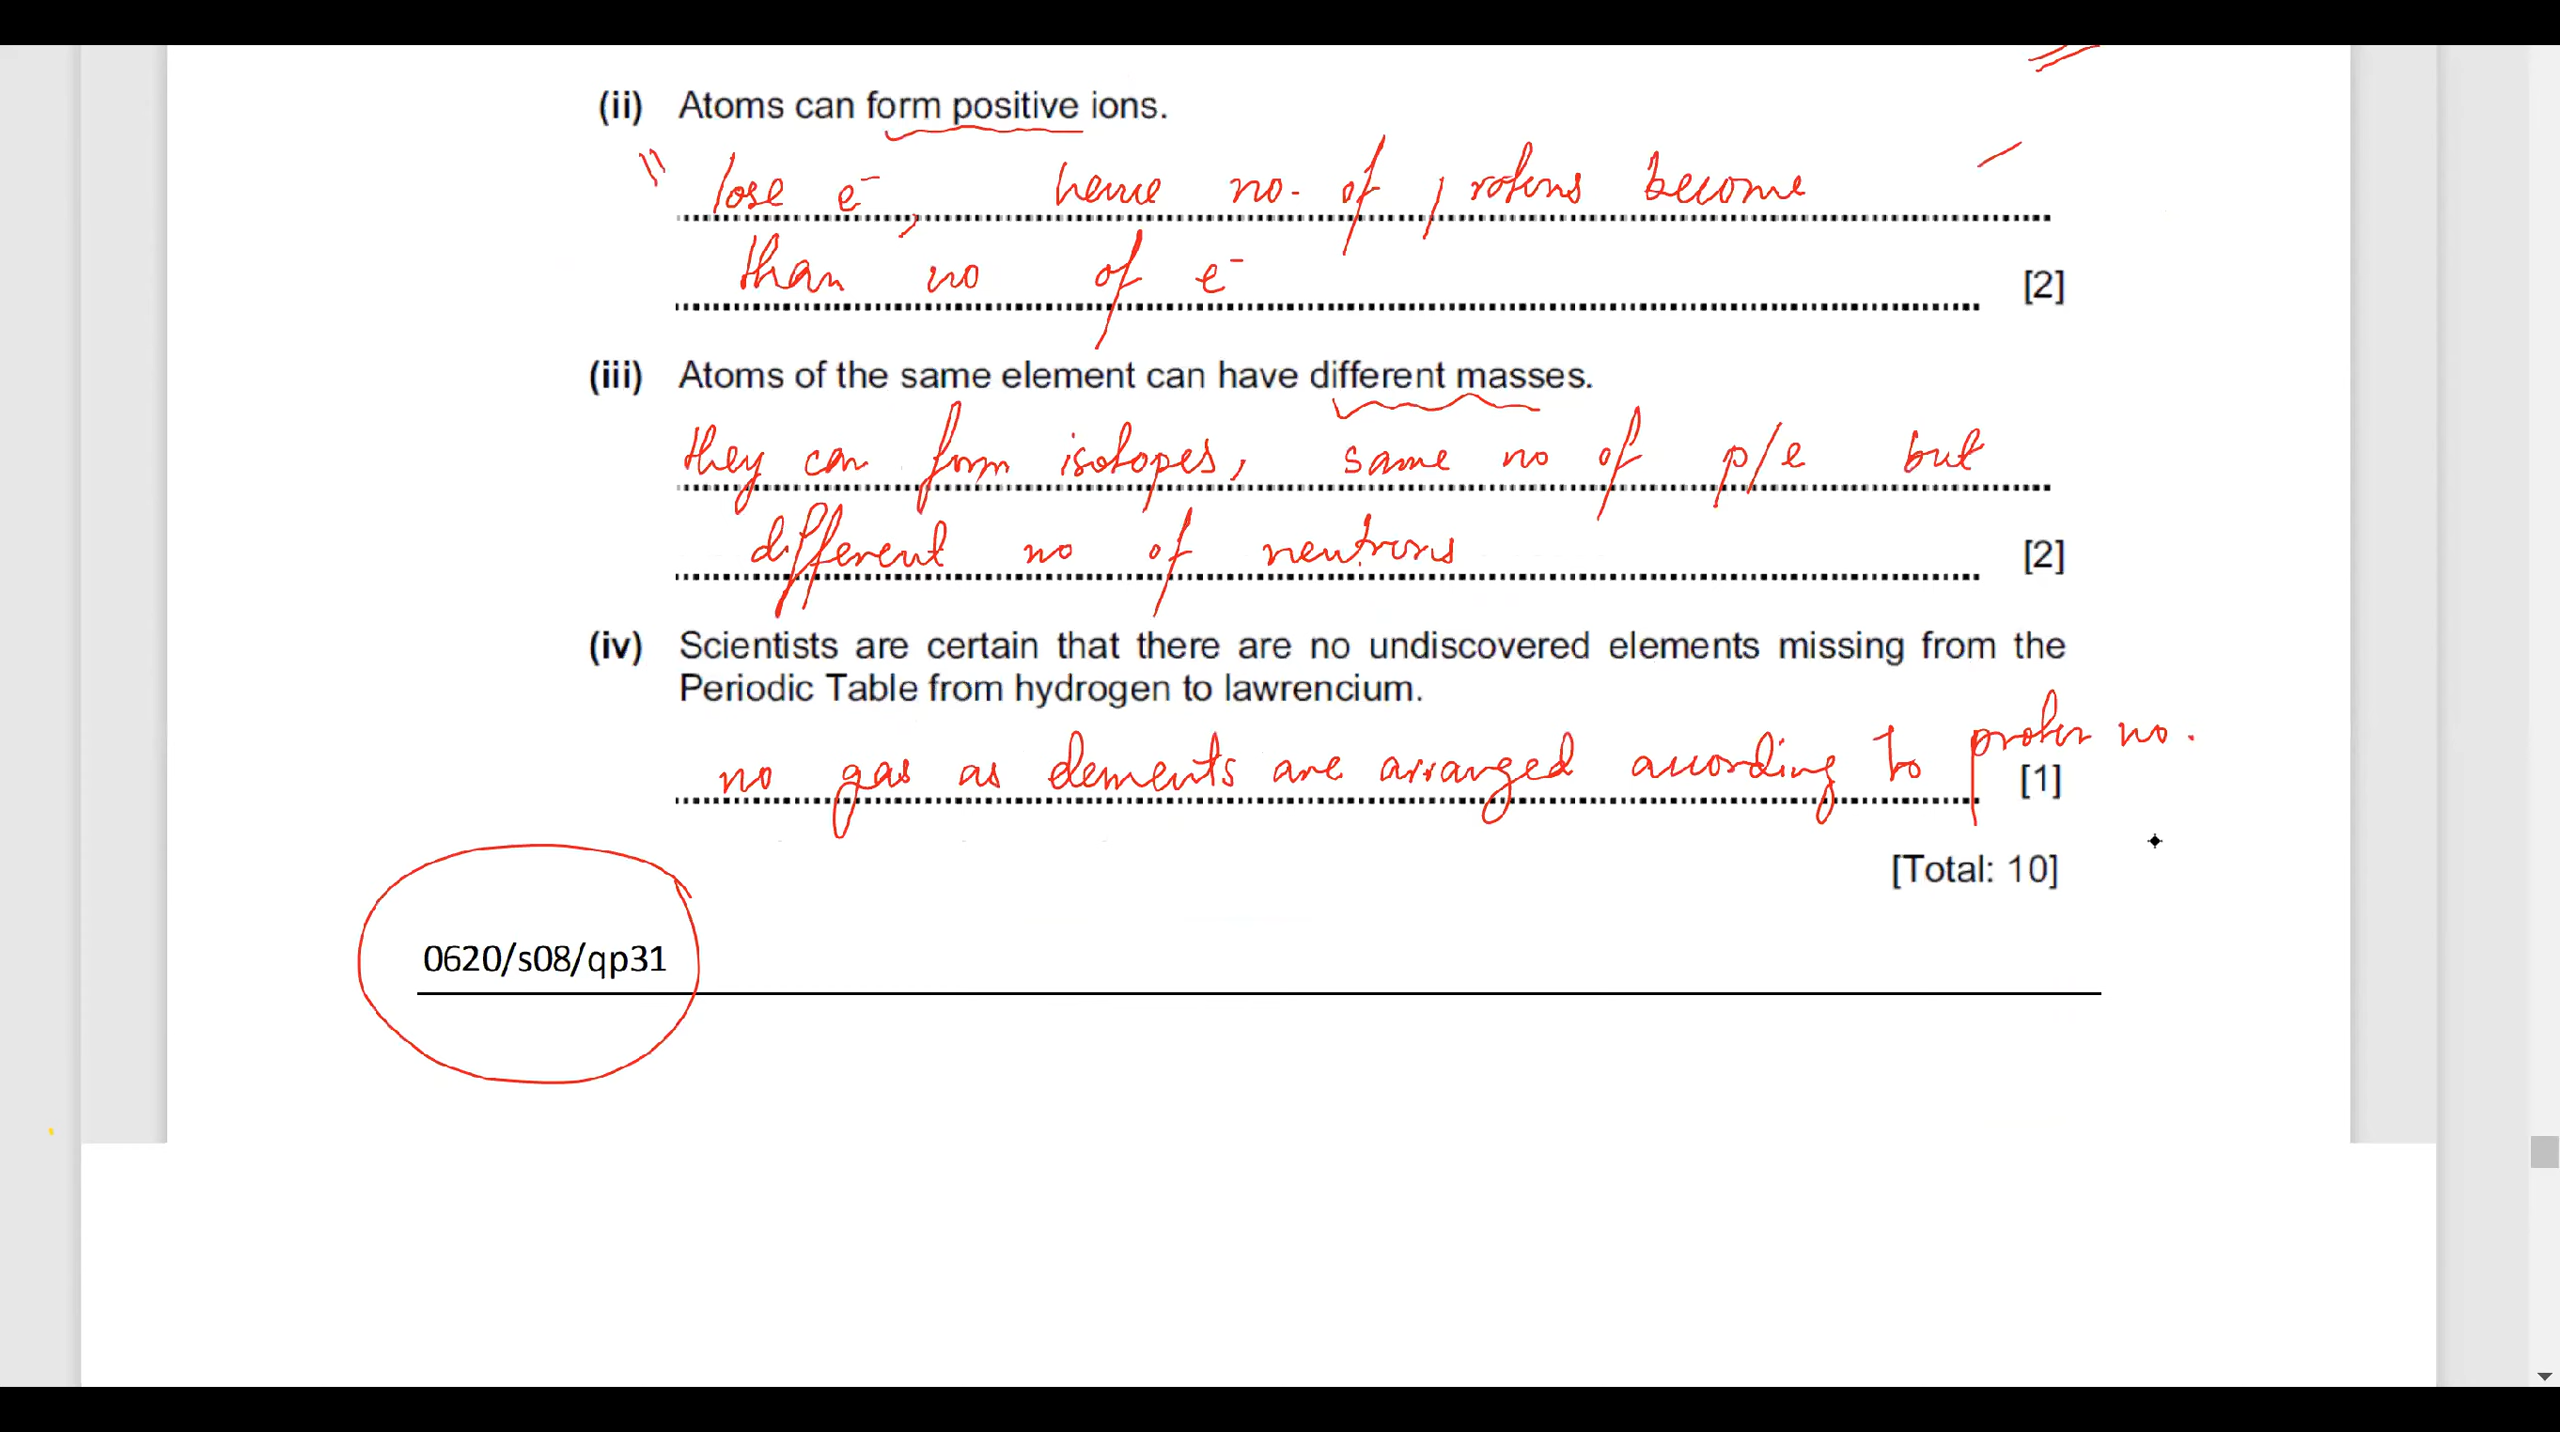 (ii) Atoms can form positive ions.
" lose e⁻, hence no. of protons become
than no of e⁻ [2]
(iii) Atoms of the same element can have different masses.
they can form isotopes, same no of p/e but
different no of neutrons [2]
(iv) Scientists are certain that there are no undiscovered elements missing from the
Periodic Table from hydrogen to lawrencium.
no gas as elements are arranged according to proton no. [1]
[Total: 10]
0620/s08/qp31